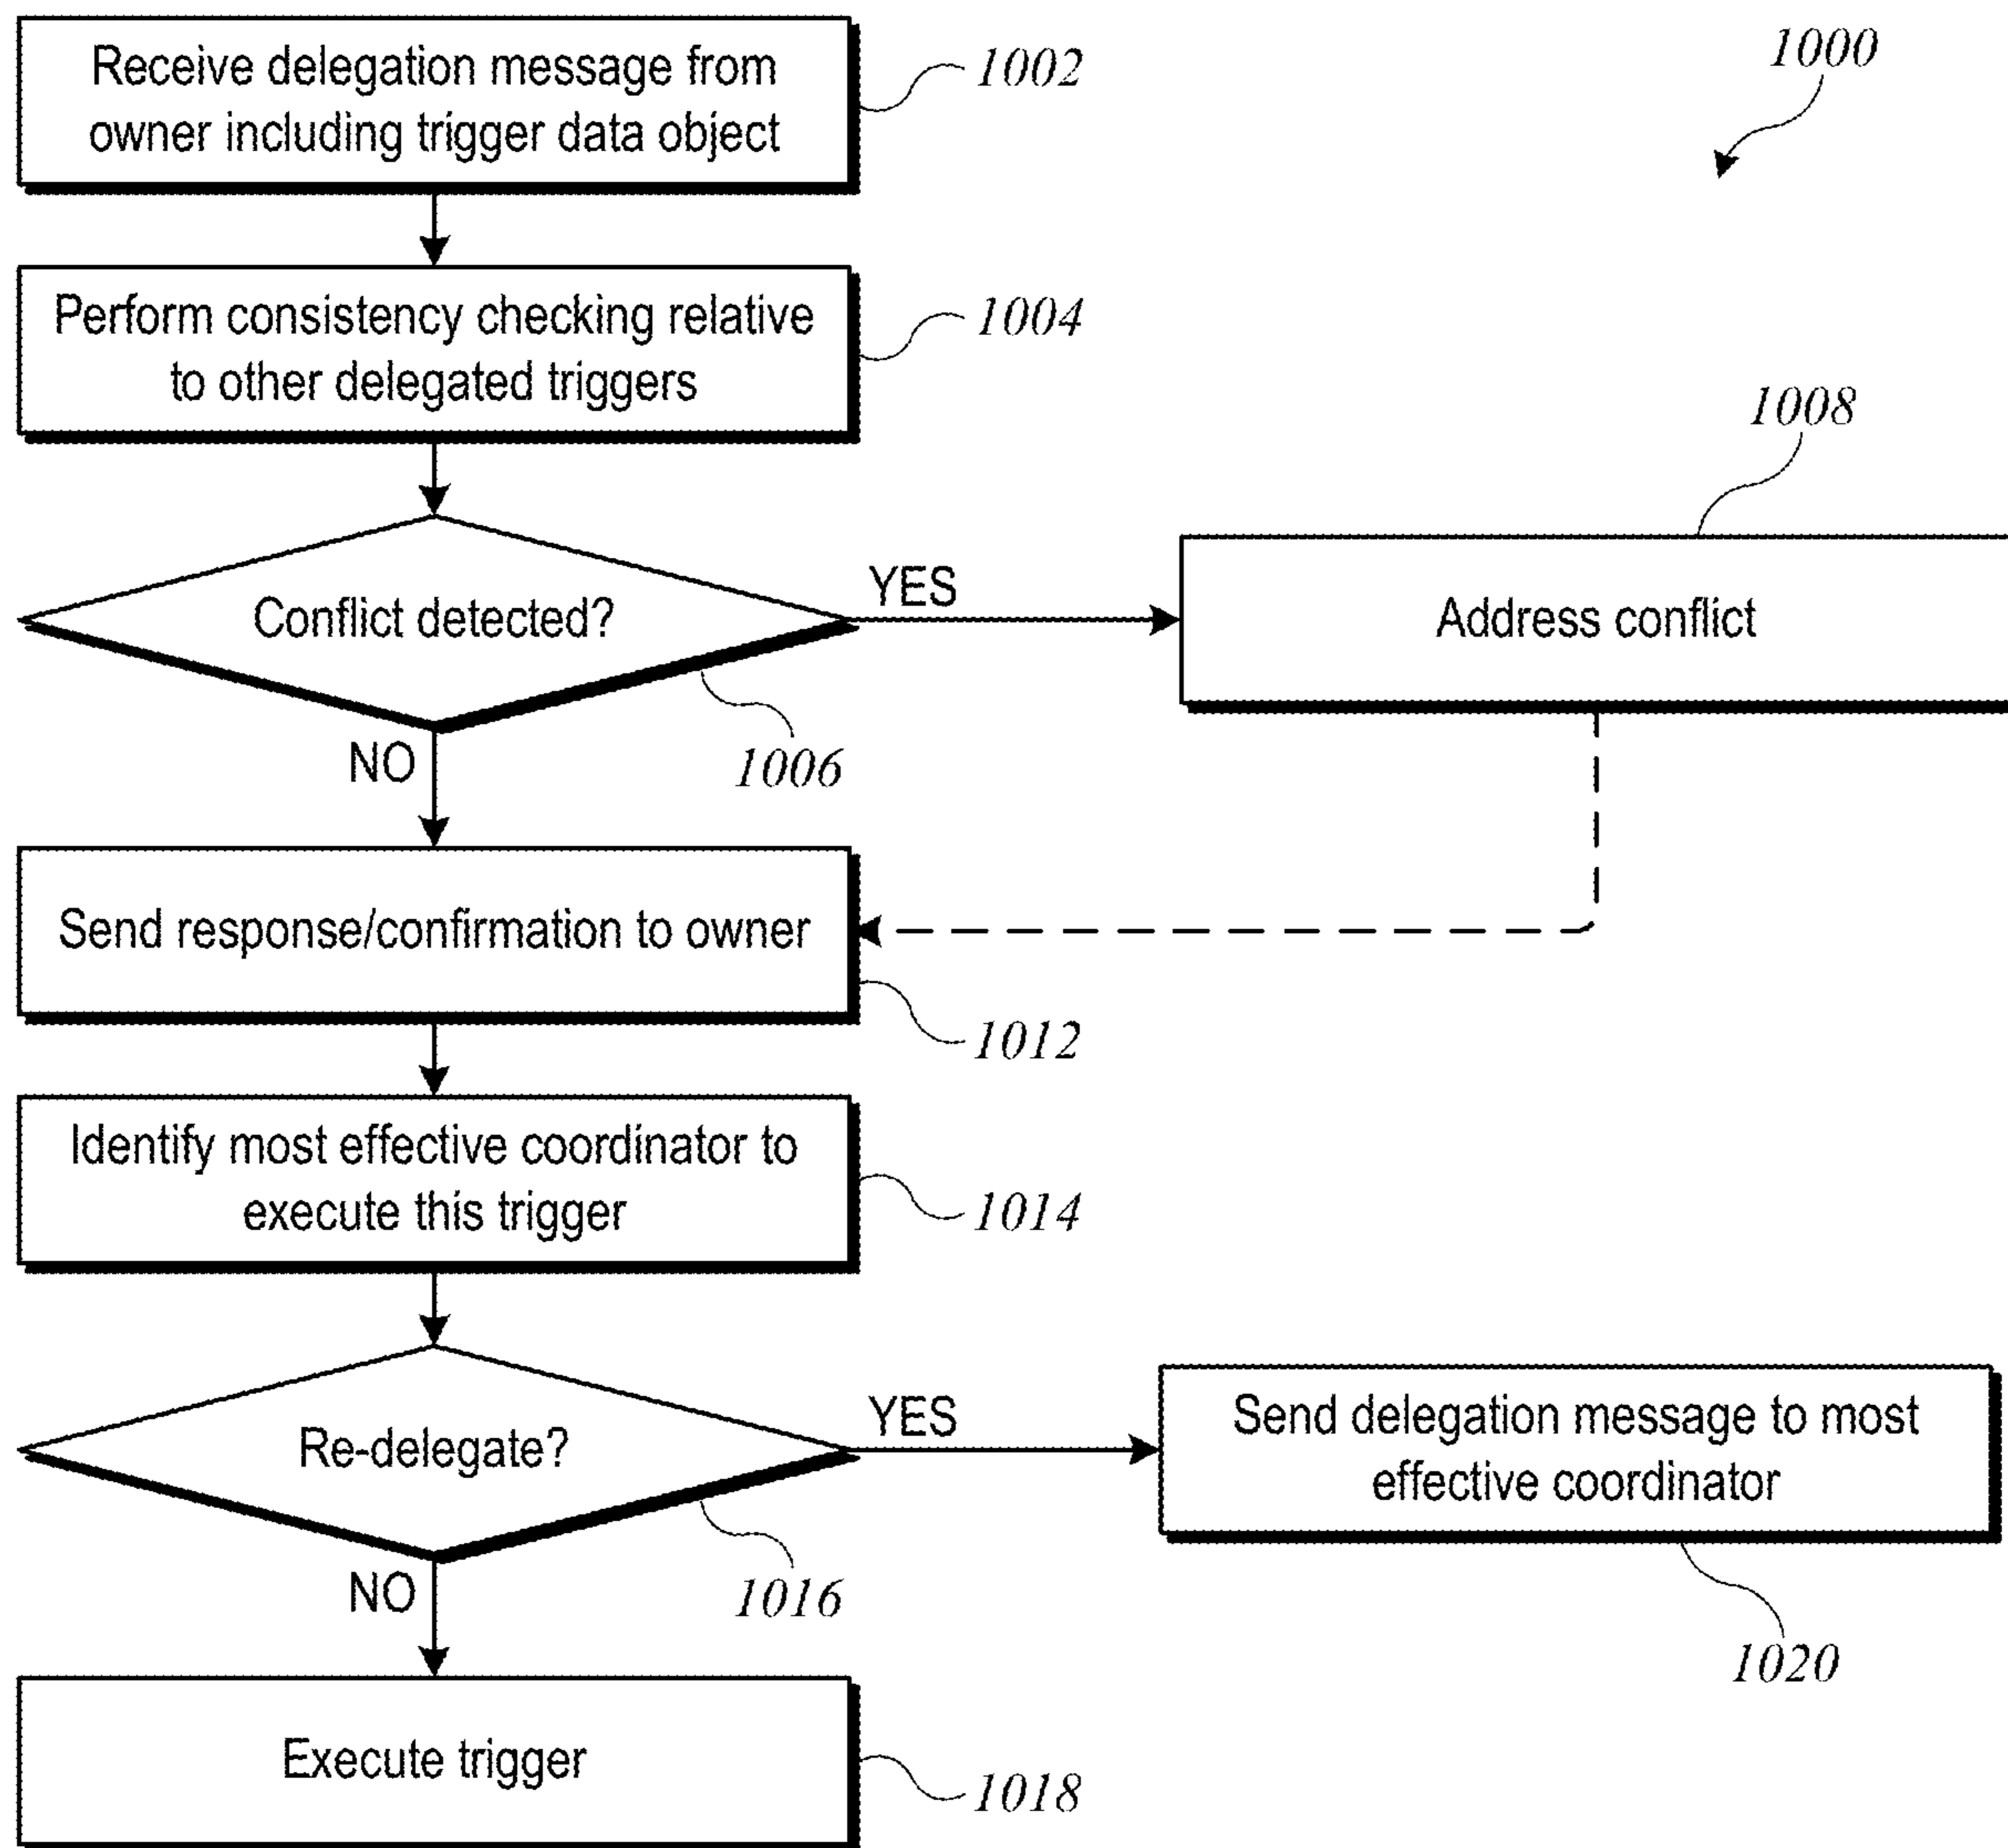 Receive delegation message from
owner including trigger data object
1002
1000
Perform consistency checking relative
to other delegated triggers
1004
Conflict detected?
YES
NO
1006
1008
Address conflict
Send response/confirmation to owner
1012
Identify most effective coordinator to
execute this trigger
1014
Re-delegate?
YES
NO
1016
Send delegation message to most
effective coordinator
1020
Execute trigger
1018